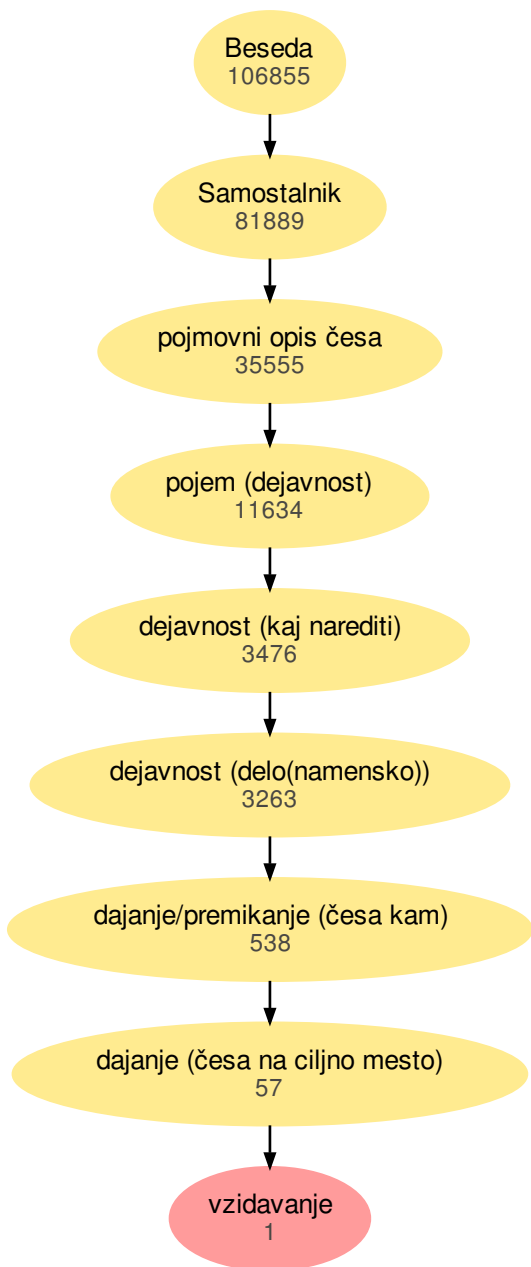 Beseda
106855
Samostalnik
81889
pojmovni opis česa
35555
pojem (dejavnost)
11634
dejavnost (kaj narediti)
3476
dejavnost (delo(namensko))
3263
dajanje/premikanje (česa kam)
538
dajanje (česa na ciljno mesto)
57
vzidavanje
1